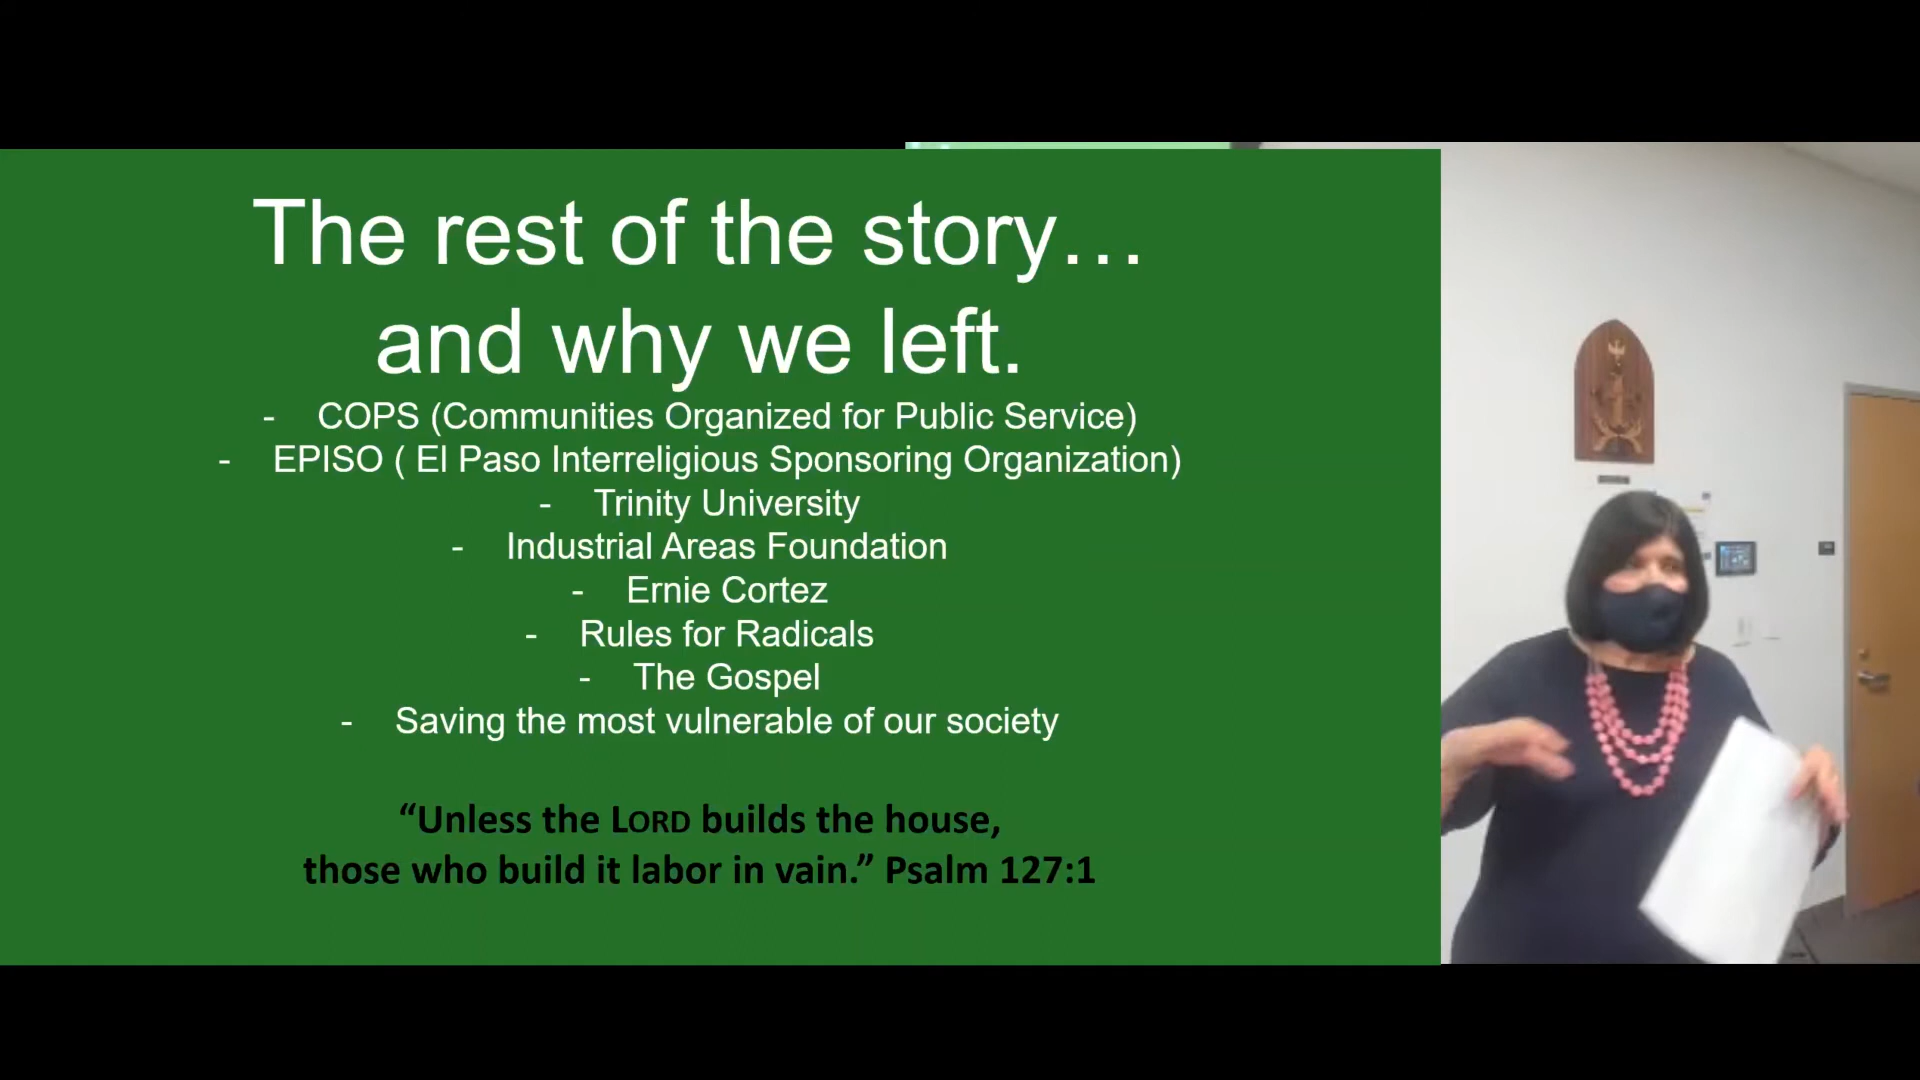 The rest of the story…
and why we left.
- COPS (Communities Organized for Public Service)
- EPISO ( El Paso Interreligious Sponsoring Organization)
- Trinity University
- Industrial Areas Foundation
- Ernie Cortez
- Rules for Radicals
- The Gospel
- Saving the most vulnerable of our society
“Unless the LORD builds the house,
those who build it labor in vain.” Psalm 127:1